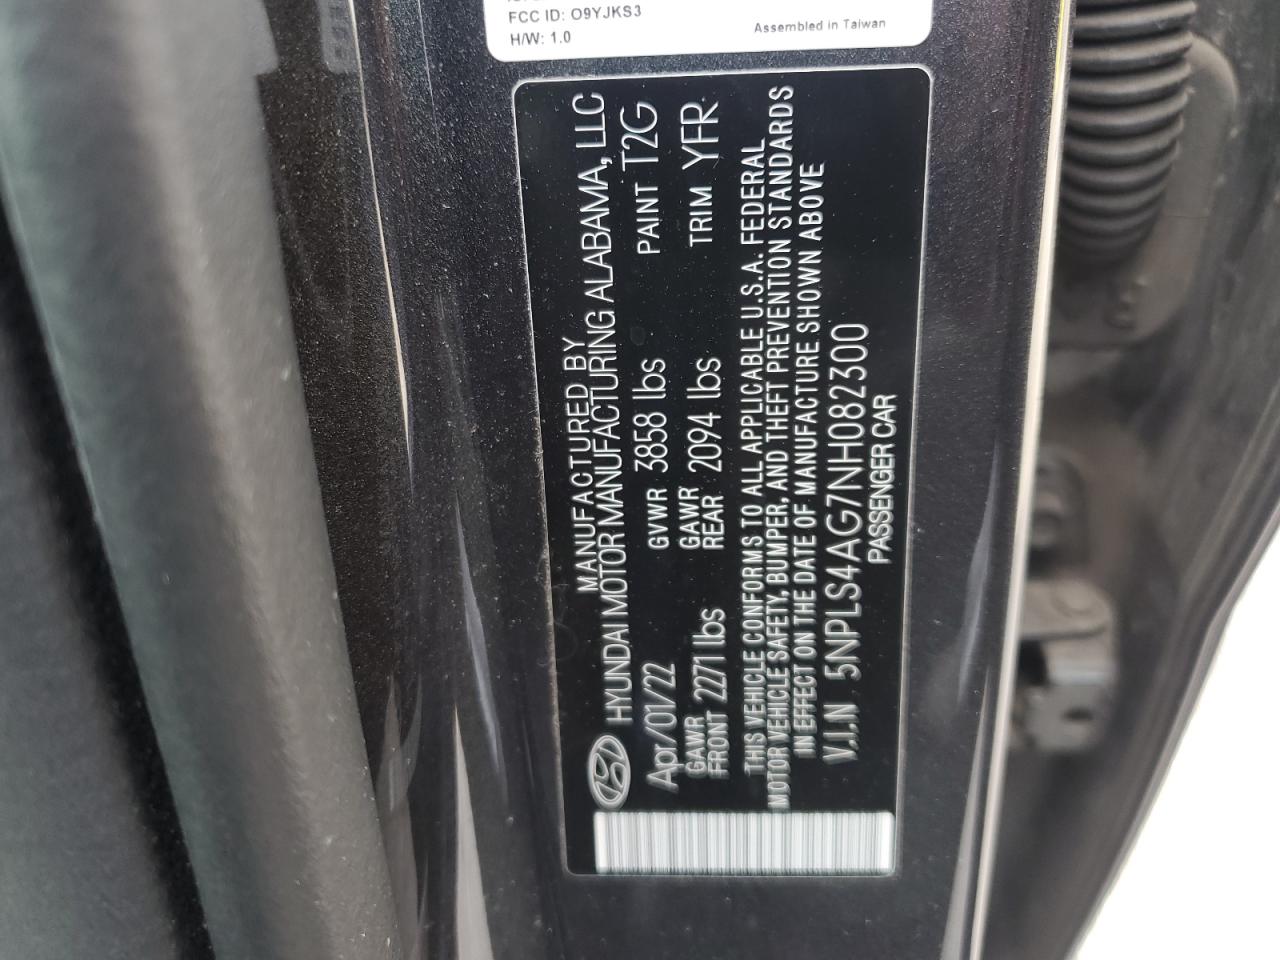 FCC ID: O9YJKS3
H/W: 1.0
Assembled in Taiwan
MANUFACTURED BY
HYUNDAI MOTOR MANUFACTURING ALABAMA, LLC
Apr/01/22 GVWR 3858 lbs PAINT T2G
GAWR FRONT 2271 lbs GAWR REAR 2094 lbs TRIM YFR
THIS VEHICLE CONFORMS TO ALL APPLICABLE U.S.A. FEDERAL
MOTOR VEHICLE SAFETY, BUMPER, AND THEFT PREVENTION STANDARDS
IN EFFECT ON THE DATE OF MANUFACTURE SHOWN ABOVE
V.I.N 5NPLS4AG7NH082300
PASSENGER CAR